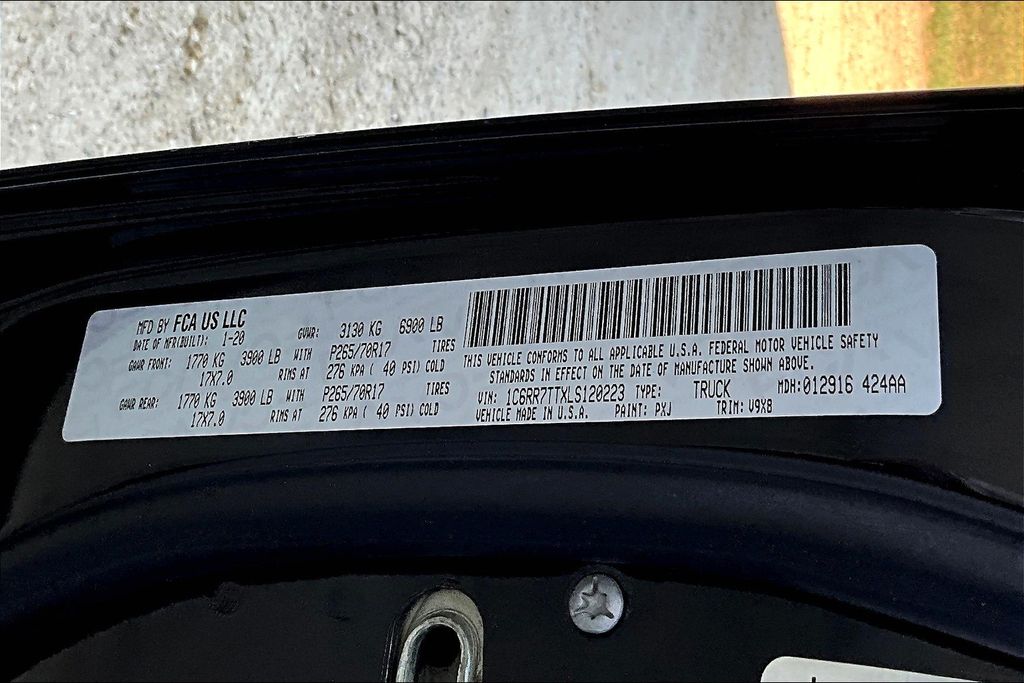 MFD BY FCA US LLC
DATE OF MFR(BUILT): 1-20 GVWR: 3130 KG 6900 LB
GAWR FRONT: 1770 KG 3900 LB WITH P265/70R17 TIRES
17X7.0 RIMS AT 276 KPA ( 40 PSI) COLD
GAWR REAR: 1770 KG 3900 LB WITH P265/70R17 TIRES
17X7.0 RIMS AT 276 KPA ( 40 PSI) COLD
THIS VEHICLE CONFORMS TO ALL APPLICABLE U.S.A. FEDERAL MOTOR VEHICLE SAFETY
STANDARDS IN EFFECT ON THE DATE OF MANUFACTURE SHOWN ABOVE.
VIN: 1C6RR7TTXLS120223 TYPE: TRUCK MDH:012916 424AA
VEHICLE MADE IN U.S.A. PAINT: PXJ TRIM: V9X8